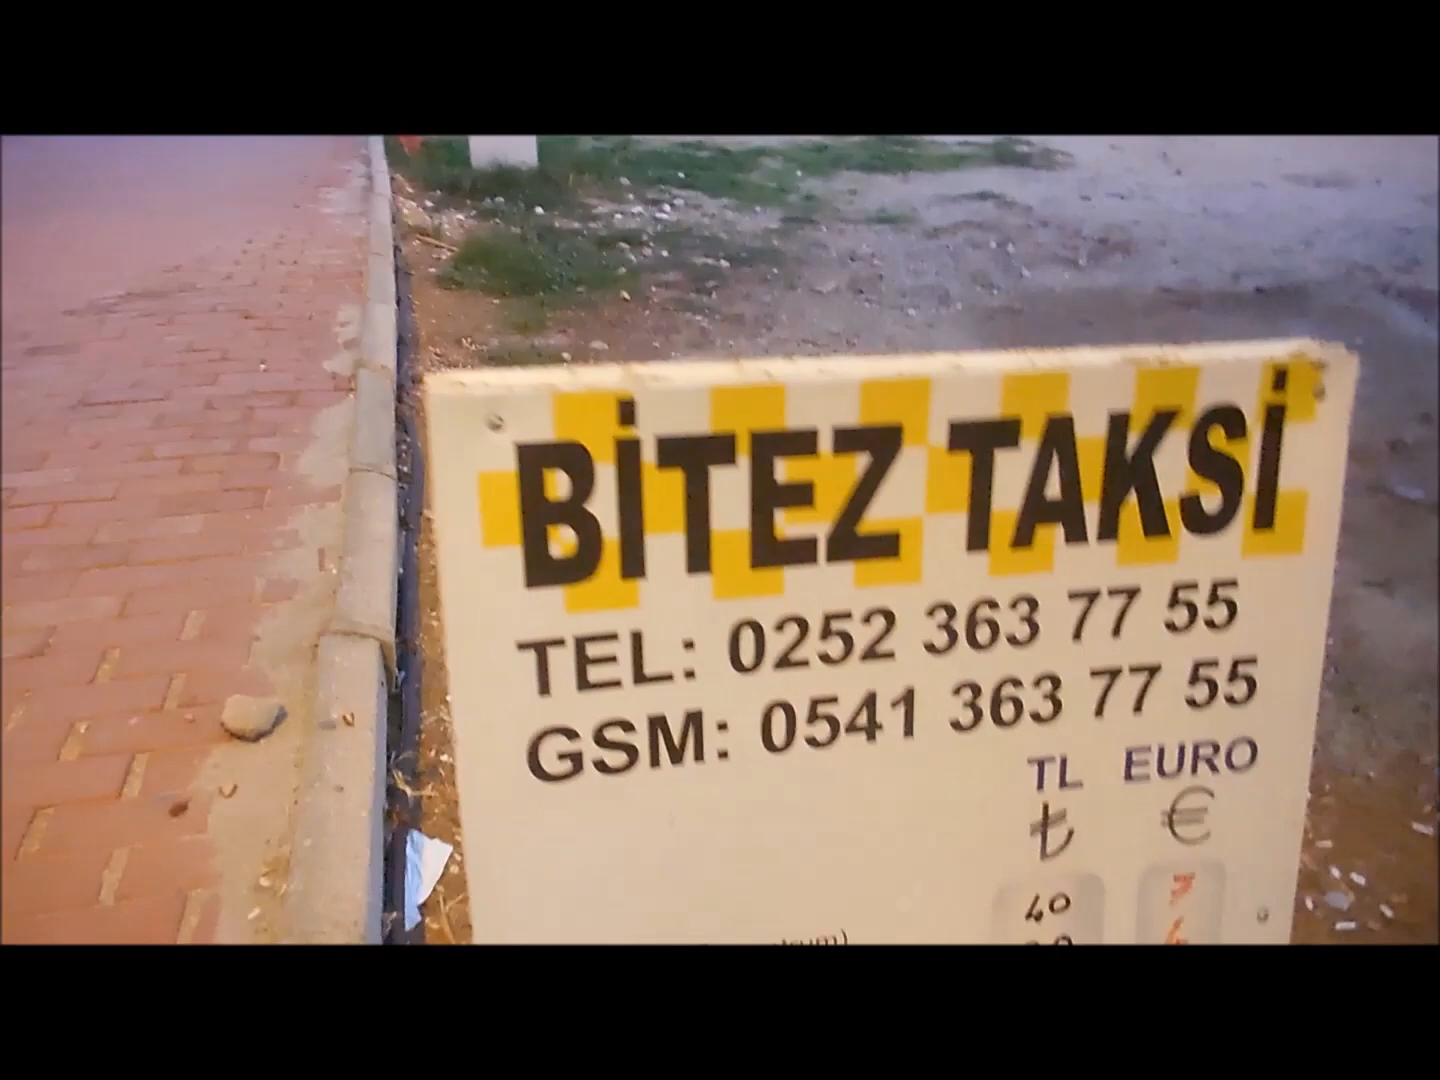 BİTEZ TAKSİ
TEL: 0252 363 77 55
GSM: 0541 363 77 55
TL EURO
₺ €
40